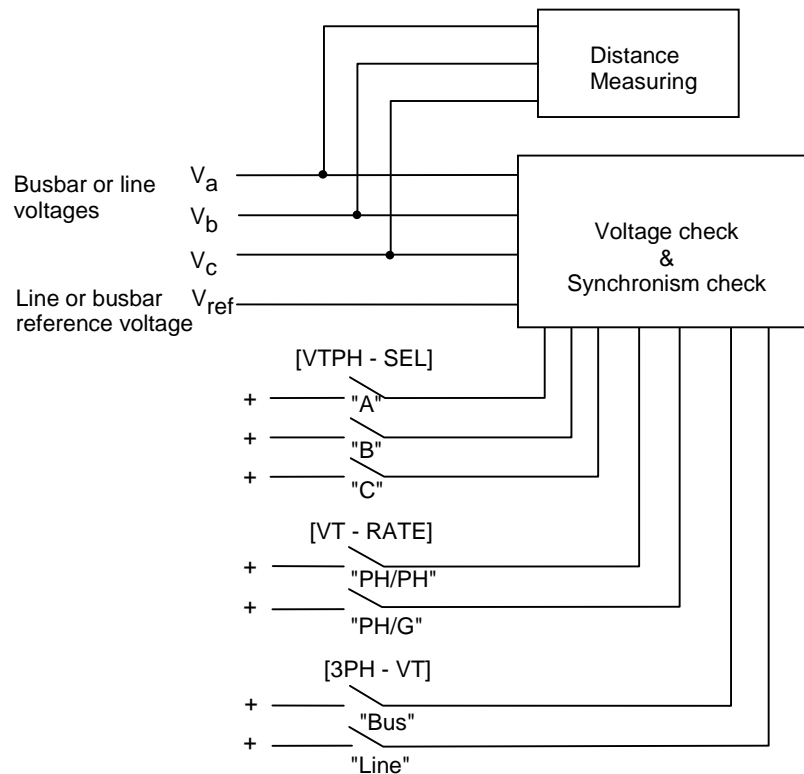 Distance
Measuring
Busbar or line
voltages
Va
Vb
Vc
Line or busbar
reference voltage
Vref
Voltage check
&
Synchronism check
[VTPH - SEL]
+ "A"
+ "B"
+ "C"
[VT - RATE]
+ "PH/PH"
+ "PH/G"
[3PH - VT]
+ "Bus"
+ "Line"